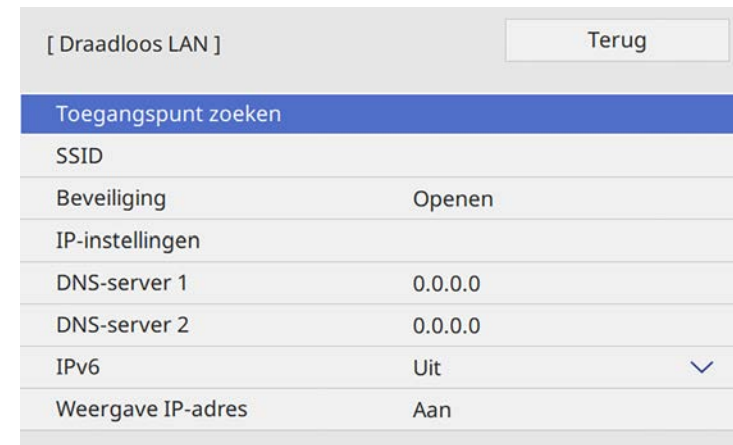 [ Draadloos LAN ] Terug
Toegangspunt zoeken
SSID
Beveiliging Openen
IP-instellingen
DNS-server 1 0.0.0.0
DNS-server 2 0.0.0.0
IPv6 Uit
Weergave IP-adres Aan